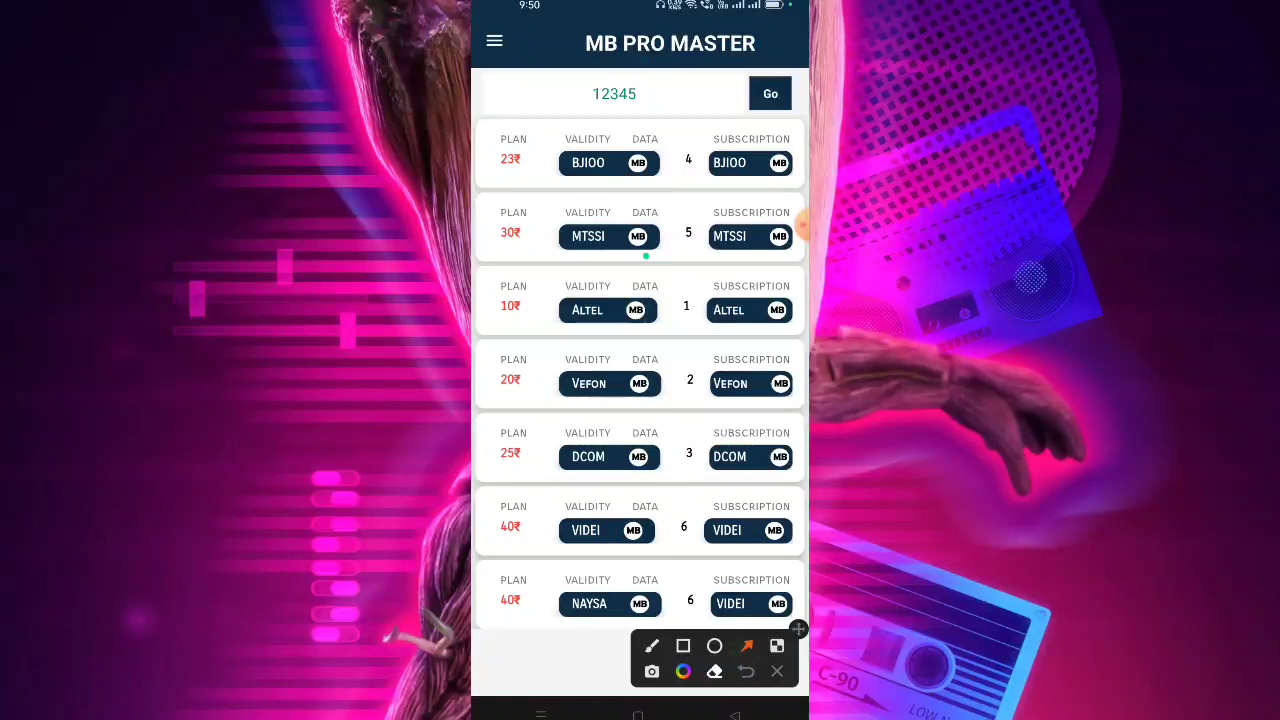 9:50
MB PRO MASTER
12345 Go
PLAN VALIDITY DATA SUBSCRIPTION
23₹ BJIOO MB 4 BJIOO MB
PLAN VALIDITY DATA SUBSCRIPTION
30₹ MTSSI MB 5 MTSSI MB
PLAN VALIDITY DATA SUBSCRIPTION
10₹ ALTEL MB 1 ALTEL MB
PLAN VALIDITY DATA SUBSCRIPTION
20₹ VEFON MB 2 VEFON MB
PLAN VALIDITY DATA SUBSCRIPTION
25₹ DCOM MB 3 DCOM MB
PLAN VALIDITY DATA SUBSCRIPTION
40₹ VIDEI MB 6 VIDEI MB
PLAN VALIDITY DATA SUBSCRIPTION
40₹ NAYSA MB 6 VIDEI MB
C-90